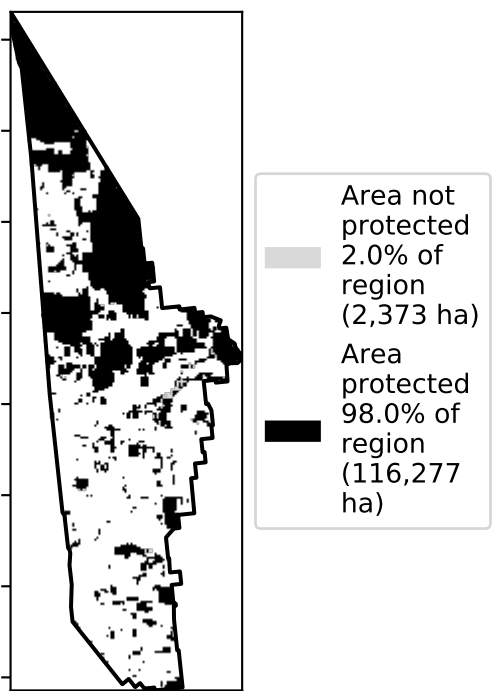 Area not
protected
2.0% of
region
(2,373 ha)
Area
protected
98.0% of
region
(116,277
ha)